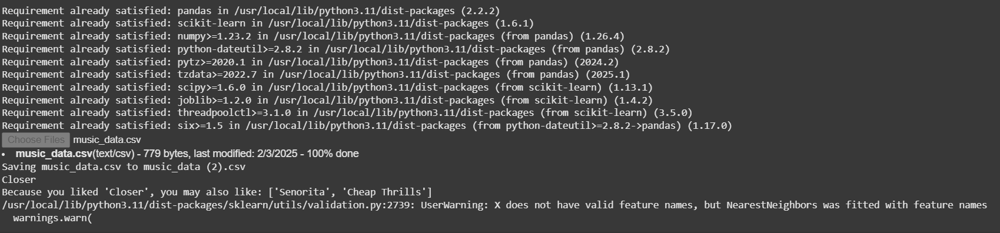 Requirement already satisfied: pandas in /usr/local/lib/python3.11/dist-packages (2.2.2)
Requirement already satisfied: scikit-learn in /usr/local/lib/python3.11/dist-packages (1.6.1)
Requirement already satisfied: numpy>=1.23.2 in /usr/local/lib/python3.11/dist-packages (from pandas) (1.26.4)
Requirement already satisfied: python-dateutil>=2.8.2 in /usr/local/lib/python3.11/dist-packages (from pandas) (2.8.2)
Requirement already satisfied: pytz>=2020.1 in /usr/local/lib/python3.11/dist-packages (from pandas) (2024.2)
Requirement already satisfied: tzdata>=2022.7 in /usr/local/lib/python3.11/dist-packages (from pandas) (2025.1)
Requirement already satisfied: scipy>=1.6.0 in /usr/local/lib/python3.11/dist-packages (from scikit-learn) (1.13.1)
Requirement already satisfied: joblib>=1.2.0 in /usr/local/lib/python3.11/dist-packages (from scikit-learn) (1.4.2)
Requirement already satisfied: threadpoolctl>=3.1.0 in /usr/local/lib/python3.11/dist-packages (from scikit-learn) (3.5.0)
Requirement already satisfied: six>=1.5 in /usr/local/lib/python3.11/dist-packages (from python-dateutil>=2.8.2->pandas) (1.17.0)
Choose Files music_data.csv
• music_data.csv(text/csv) - 779 bytes, last modified: 2/3/2025 - 100% done
Saving music_data.csv to music_data (2).csv
Closer
Because you liked 'Closer', you may also like: ['Senorita', 'Cheap Thrills']
/usr/local/lib/python3.11/dist-packages/sklearn/utils/validation.py:2739: UserWarning: X does not have valid feature names, but NearestNeighbors was fitted with feature names
  warnings.warn(